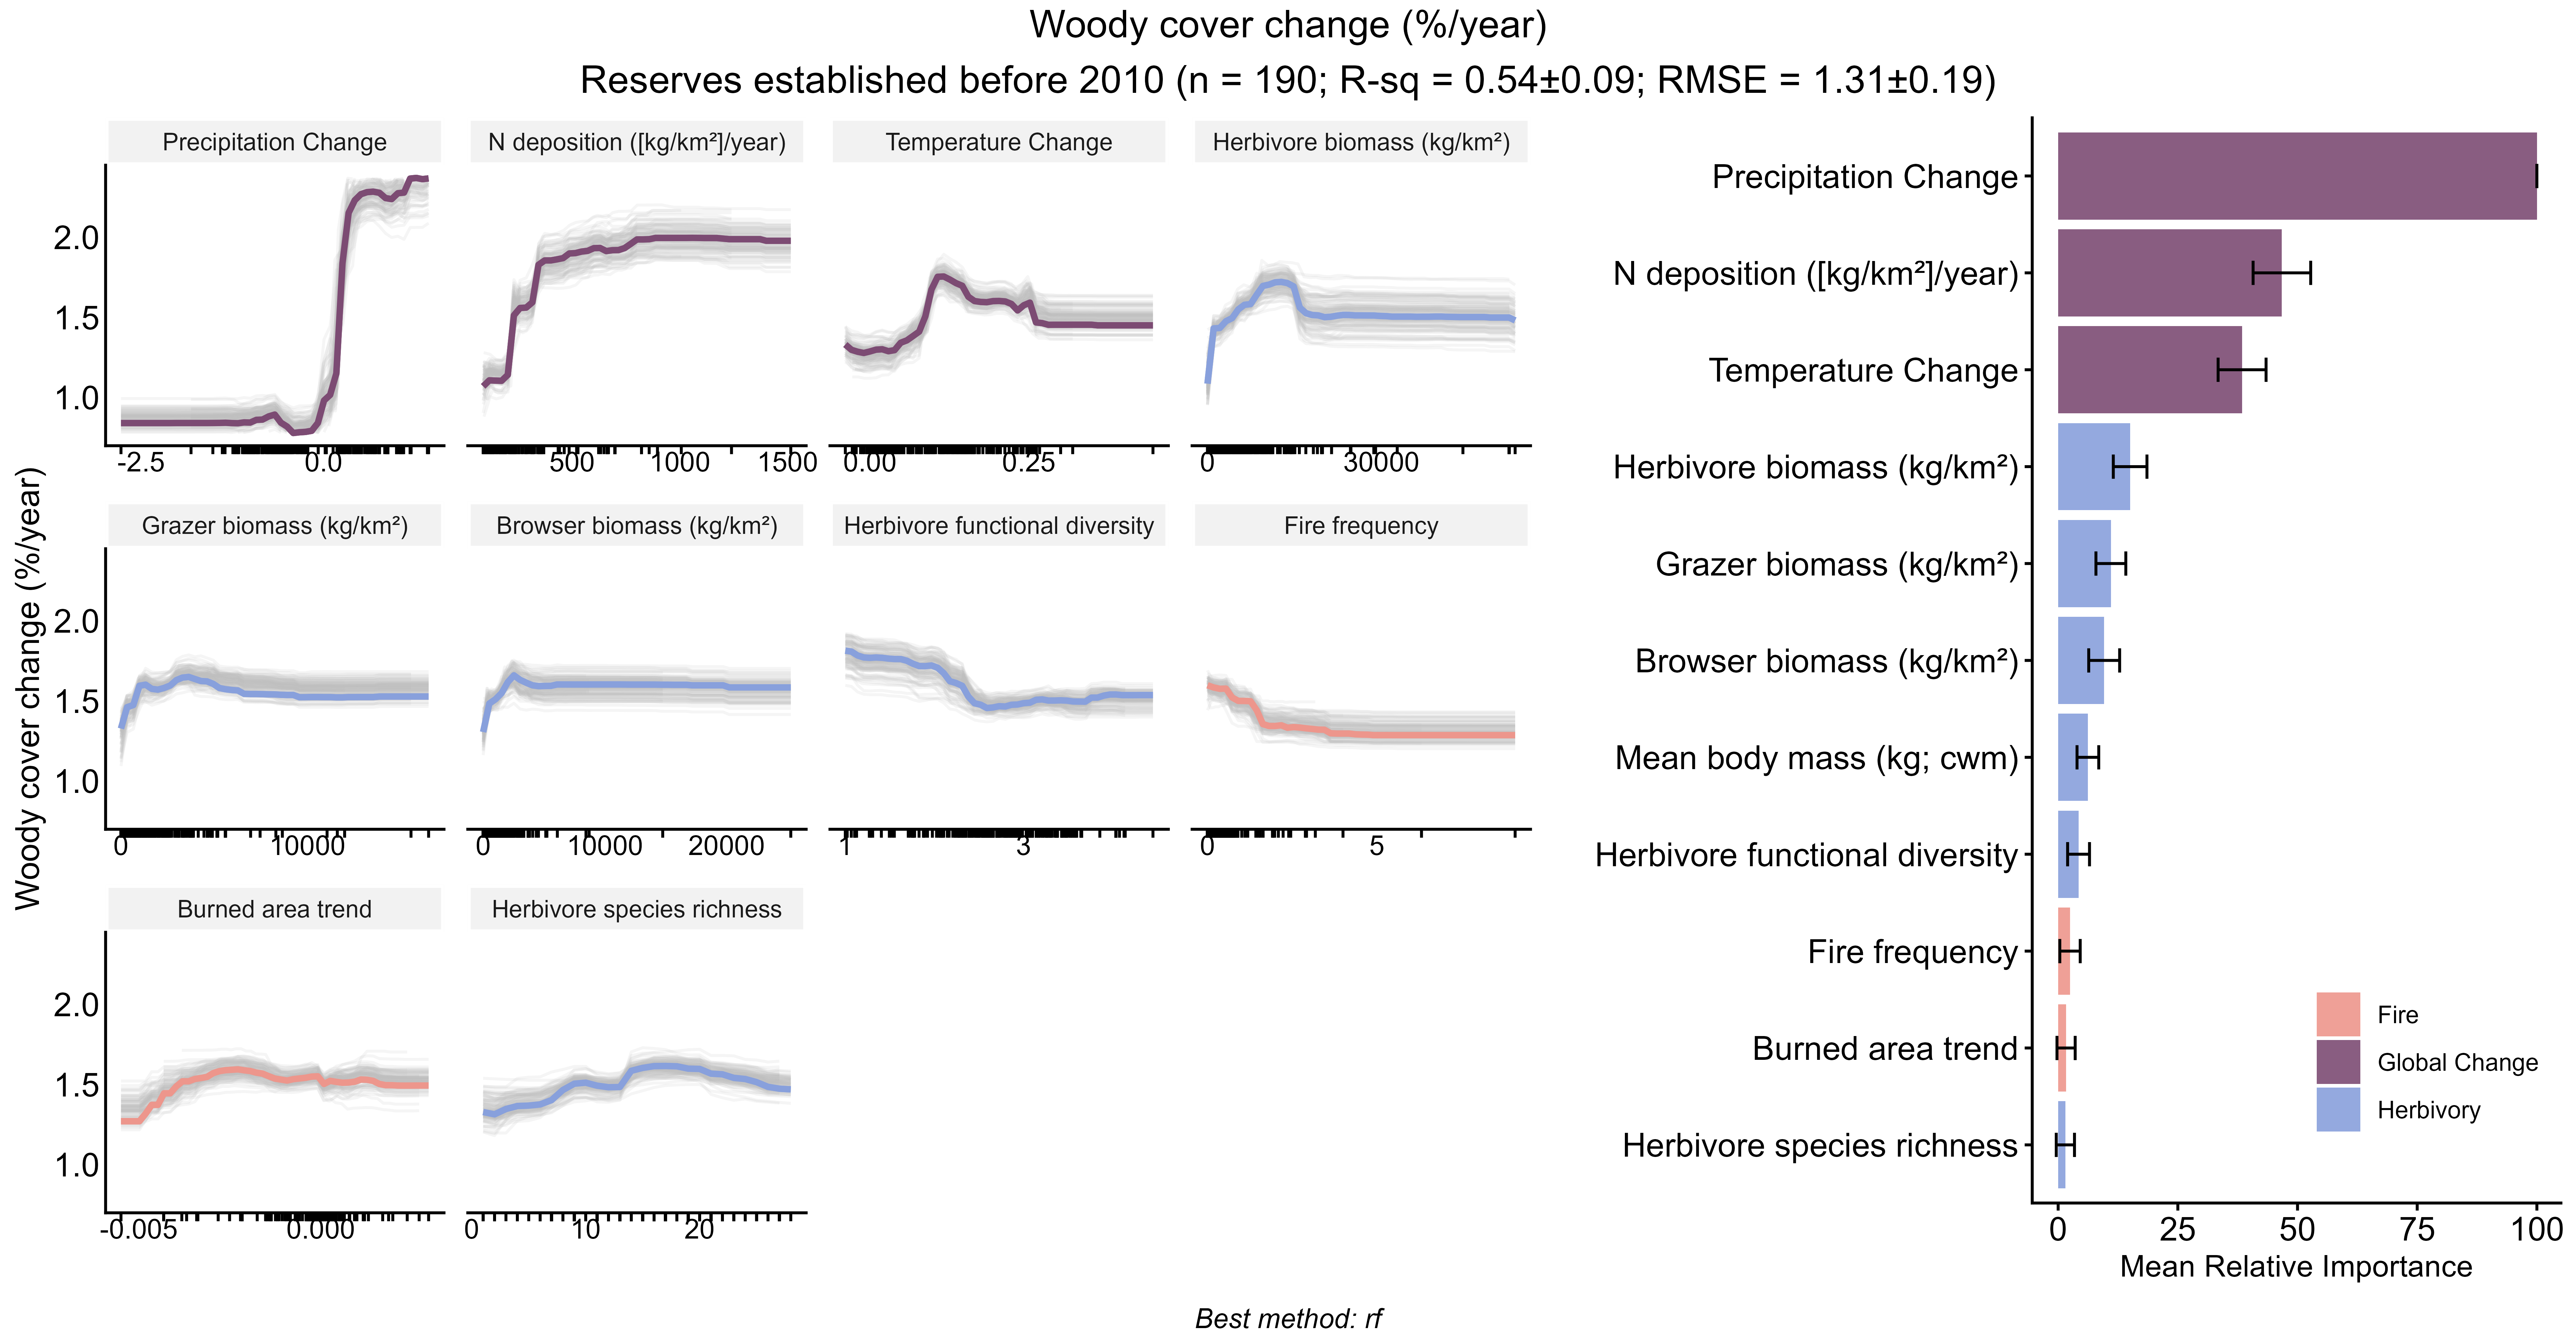 Woody cover change (%/year)
Reserves established before 2010 (n = 190; R-sq = 0.54±0.09; RMSE = 1.31±0.19)
Woody cover change (%/year)
Precipitation Change
N deposition ([kg/km²]/year)
Temperature Change
Herbivore biomass (kg/km²)
2.0
1.5
1.0
-2.5 0.0
500 1000 1500
0.00 0.25
0 30000
Grazer biomass (kg/km²)
Browser biomass (kg/km²)
Herbivore functional diversity
Fire frequency
2.0
1.5
1.0
0 10000
0 10000 20000
1 3
0 5
Burned area trend
Herbivore species richness
2.0
1.5
1.0
-0.005 0.000
0 10 20
Precipitation Change
N deposition ([kg/km²]/year)
Temperature Change
Herbivore biomass (kg/km²)
Grazer biomass (kg/km²)
Browser biomass (kg/km²)
Mean body mass (kg; cwm)
Herbivore functional diversity
Fire frequency
Burned area trend
Herbivore species richness
Fire
Global Change
Herbivory
0 25 50 75 100
Mean Relative Importance
Best method: rf